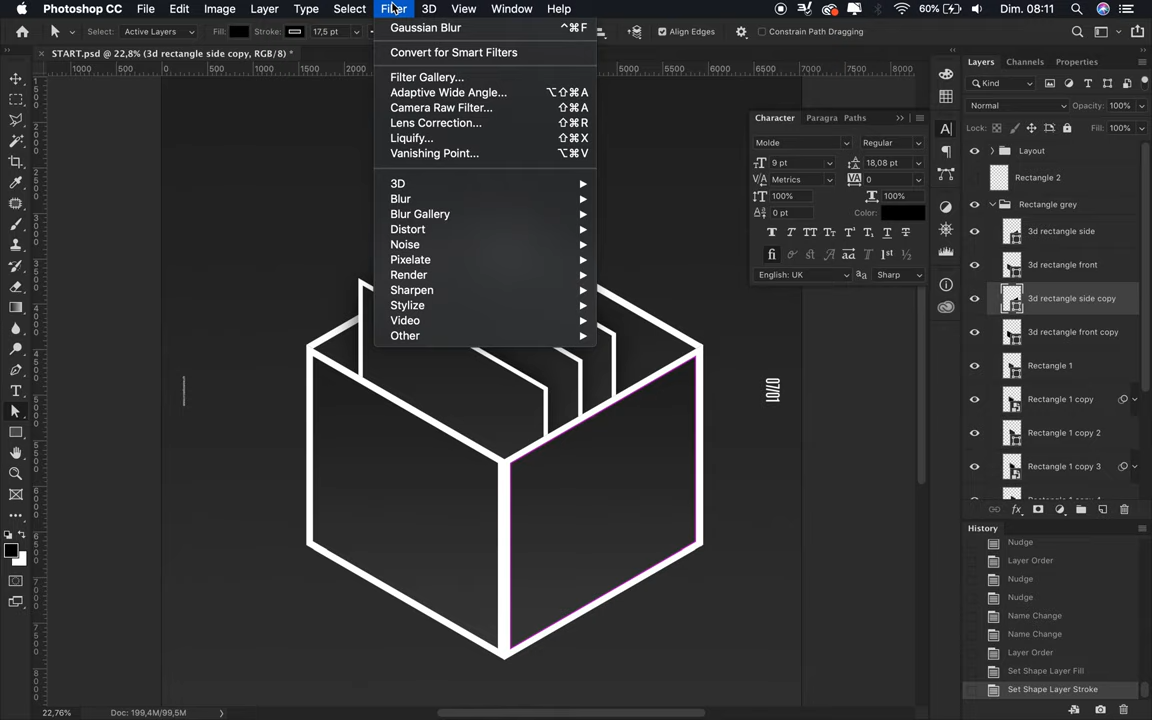 Photoshop CC File Edit Image Layer Type Select Filter 3D View Window Help 60% Dim. 08:11
Select: Active Layers Fill: Stroke: 17,5 pt Align Edges Constrain Path Dragging
START.psd @ 22,8% (3d rectangle side copy, RGB/8) *
1000 2000 5000 6000 7000 8000
Gaussian Blur ^⌘F
Convert for Smart Filters
Filter Gallery...
Adaptive Wide Angle... ⌥⇧⌘A
Camera Raw Filter... ⇧⌘A
Lens Correction... ⇧⌘R
Liquify... ⇧⌘X
Vanishing Point... ⌥⌘V
3D
Blur
Blur Gallery
Distort
Noise
Pixelate
Render
Sharpen
Stylize
Video
Other
07/01
Character Paragra Paths
Molde Regular
9 pt 18,08 pt
Metrics 0
100% 100%
0 pt Color:
English: UK Sharp
Layers Channels Properties
Kind
Normal Opacity: 100%
Lock: Fill: 100%
Layout
Rectangle 2
Rectangle grey
3d rectangle side
3d rectangle front
3d rectangle side copy
3d rectangle front copy
Rectangle 1
Rectangle 1 copy
Rectangle 1 copy 2
Rectangle 1 copy 3
History
Nudge
Layer Order
Nudge
Nudge
Name Change
Name Change
Layer Order
Set Shape Layer Fill
Set Shape Layer Stroke
22,76% Doc: 199,4M/99,5M